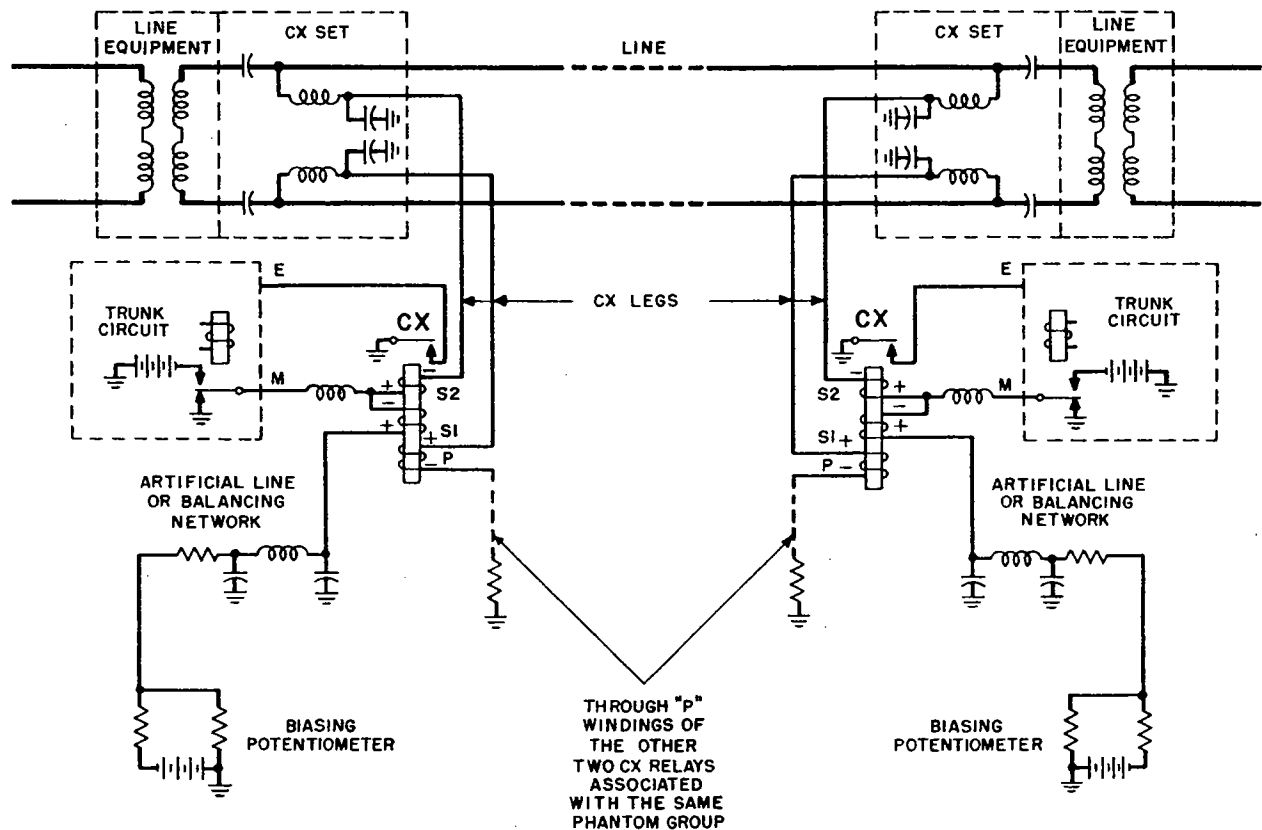 LINE
EQUIPMENT
CX SET
LINE
CX SET
LINE
EQUIPMENT
E
TRUNK
CIRCUIT
M
CX
CX LEGS
CX
E
TRUNK
CIRCUIT
M
-
+
S2
-
+
+
S1
- P
-
S2
+
-
S1 +
+
P -
ARTIFICIAL LINE
OR BALANCING
NETWORK
ARTIFICIAL LINE
OR BALANCING
NETWORK
BIASING
POTENTIOMETER
THROUGH "P"
WINDINGS OF
THE OTHER
TWO CX RELAYS
ASSOCIATED
WITH THE SAME
PHANTOM GROUP
BIASING
POTENTIOMETER